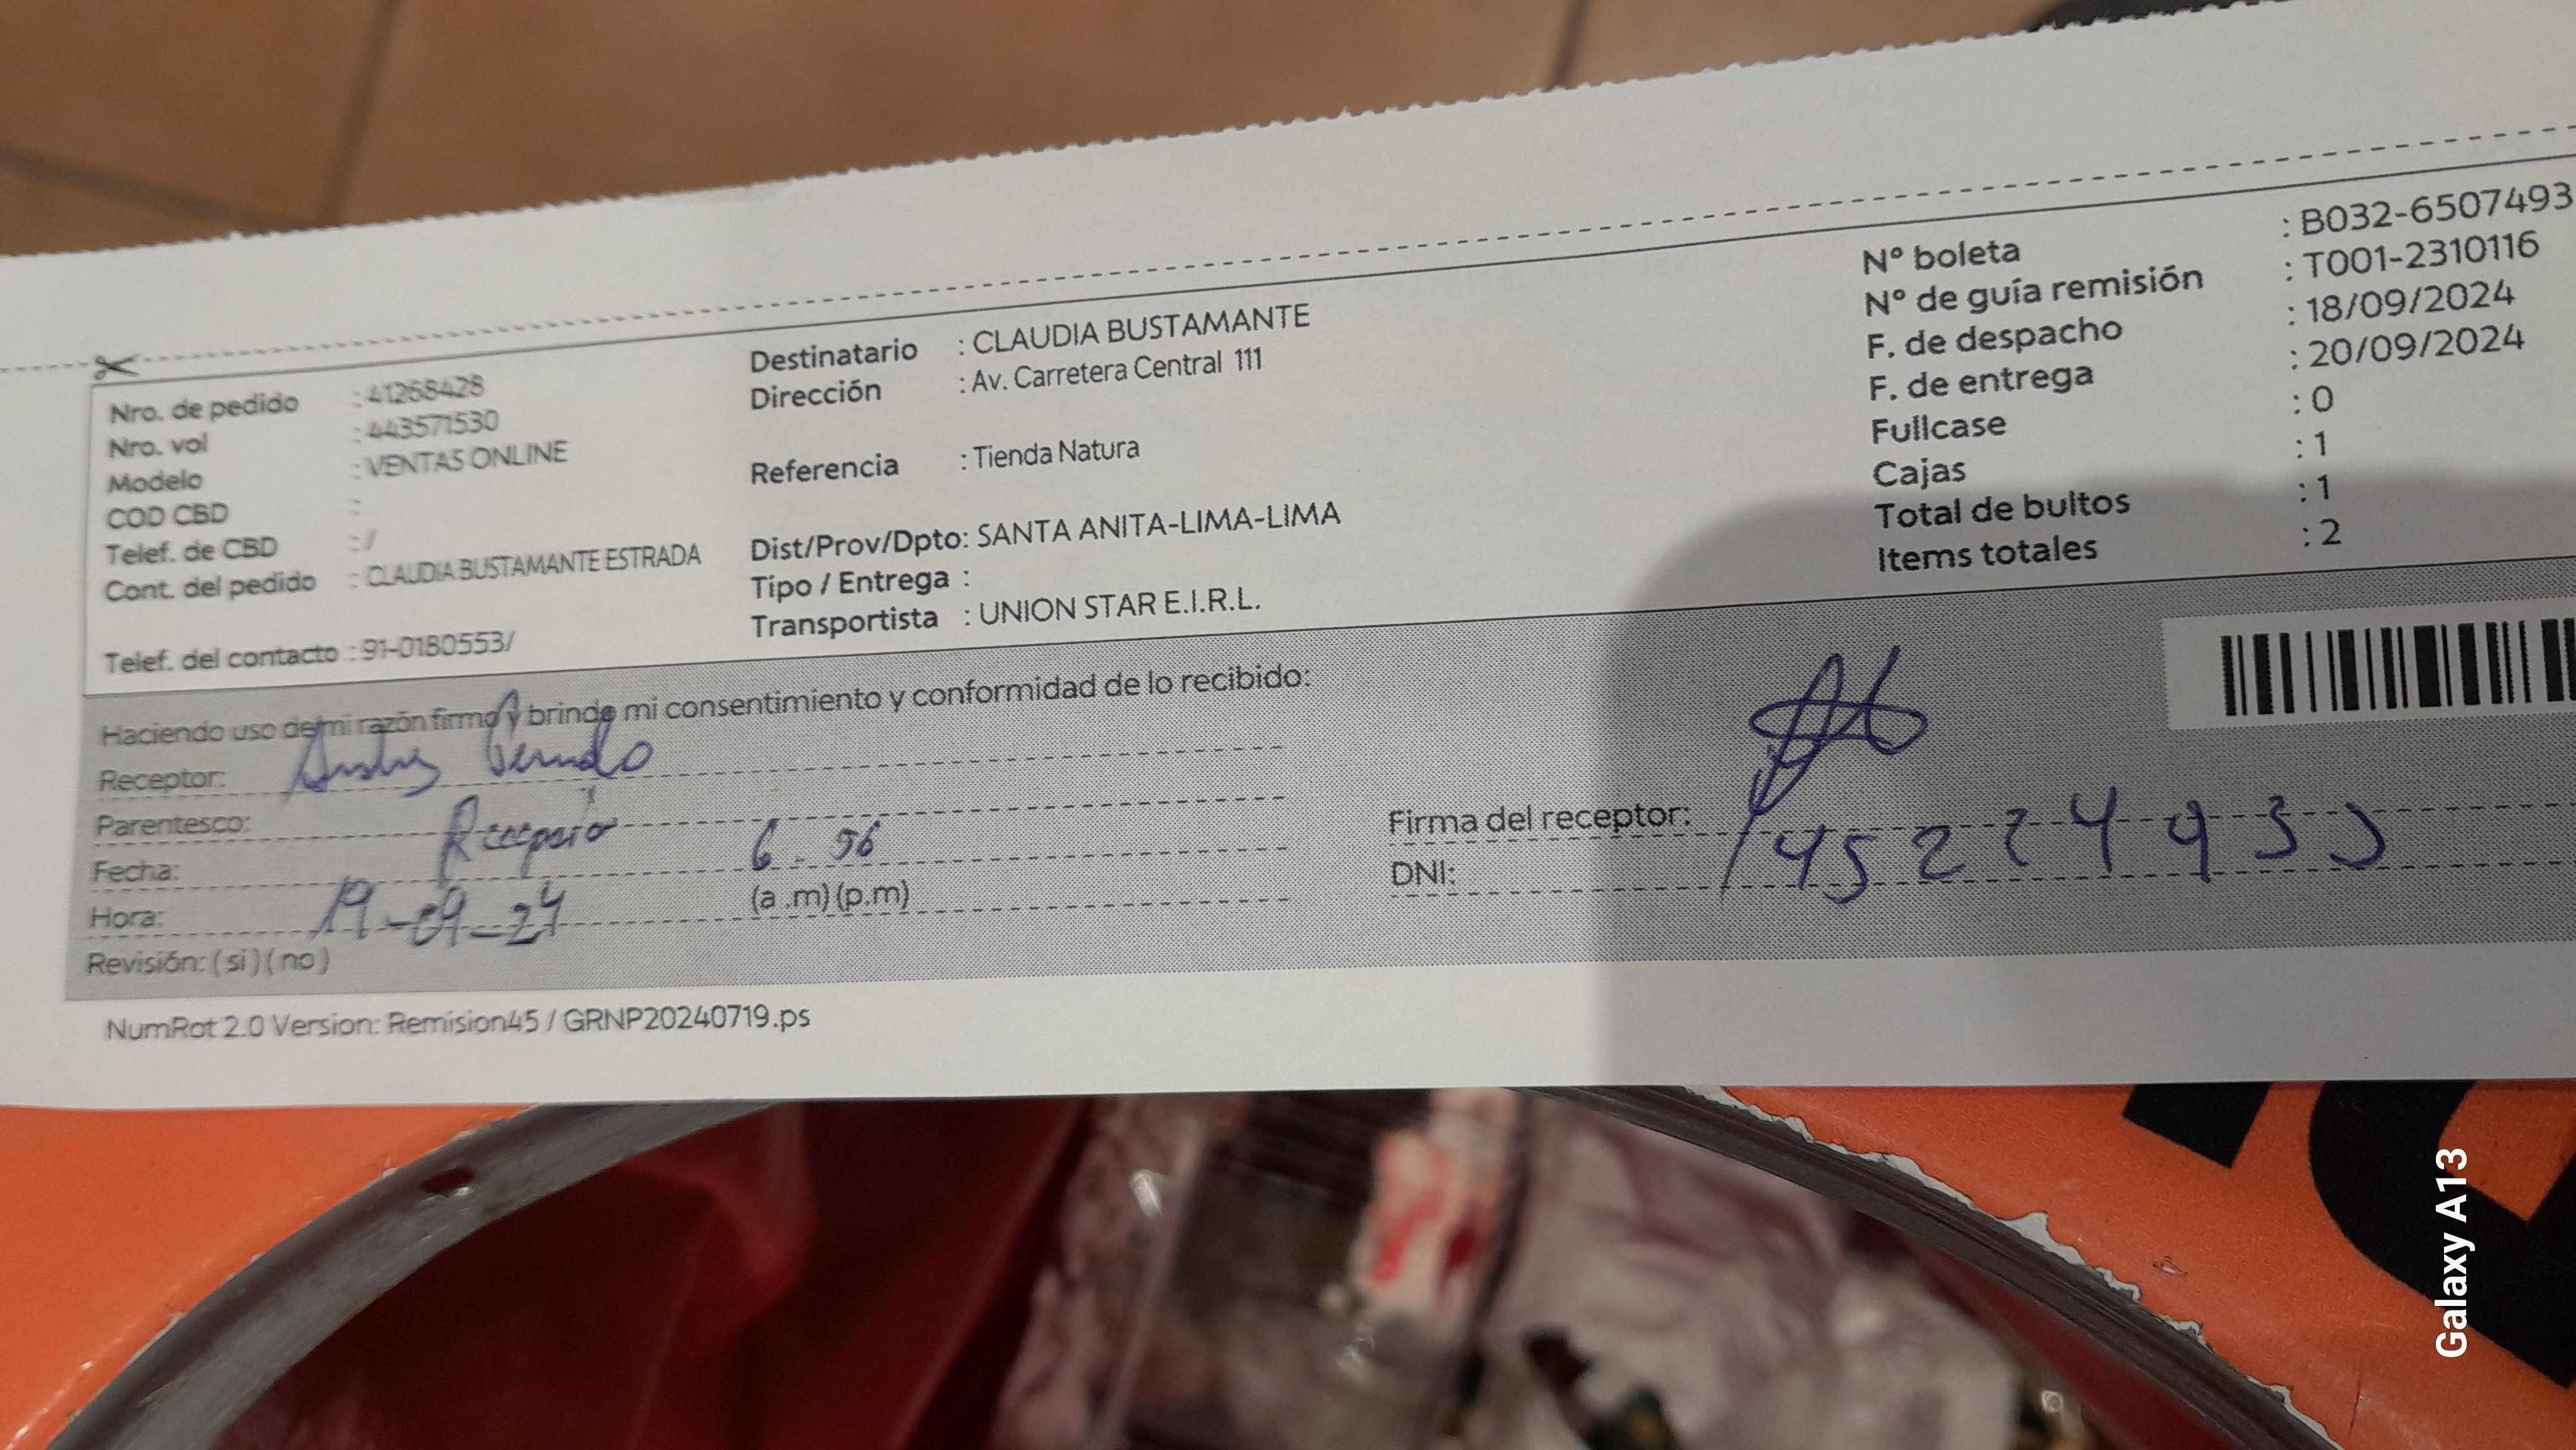 Nro. de pedido : 41268428
Nro. vol : 443571530
Modelo : VENTAS ONLINE
COD CBD :
Telef. de CBD : /
Cont. del pedido : CLAUDIA BUSTAMANTE ESTRADA
Telef. del contacto : 91-0180553/
Destinatario : CLAUDIA BUSTAMANTE
Dirección : Av. Carretera Central 111
Referencia : Tienda Natura
Dist/Prov/Dpto: SANTA ANITA-LIMA-LIMA
Tipo / Entrega :
Transportista : UNION STAR E.I.R.L.
N° boleta : B032-6507493
N° de guía remisión : T001-2310116
F. de despacho : 18/09/2024
F. de entrega : 20/09/2024
Fullcase : 0
Cajas : 1
Total de bultos : 1
Items totales : 2
Haciendo uso de mi razón firmo y brindo mi consentimiento y conformidad de lo recibido:
Receptor:
Parentesco:
Fecha: 6 - 56
Hora: 19-09-24 (a .m) (p.m)
Revisión: (si) (no)
Firma del receptor:
DNI:
NumRot 2.0 Version: Remision45 / GRNP20240719.ps
Galaxy A13